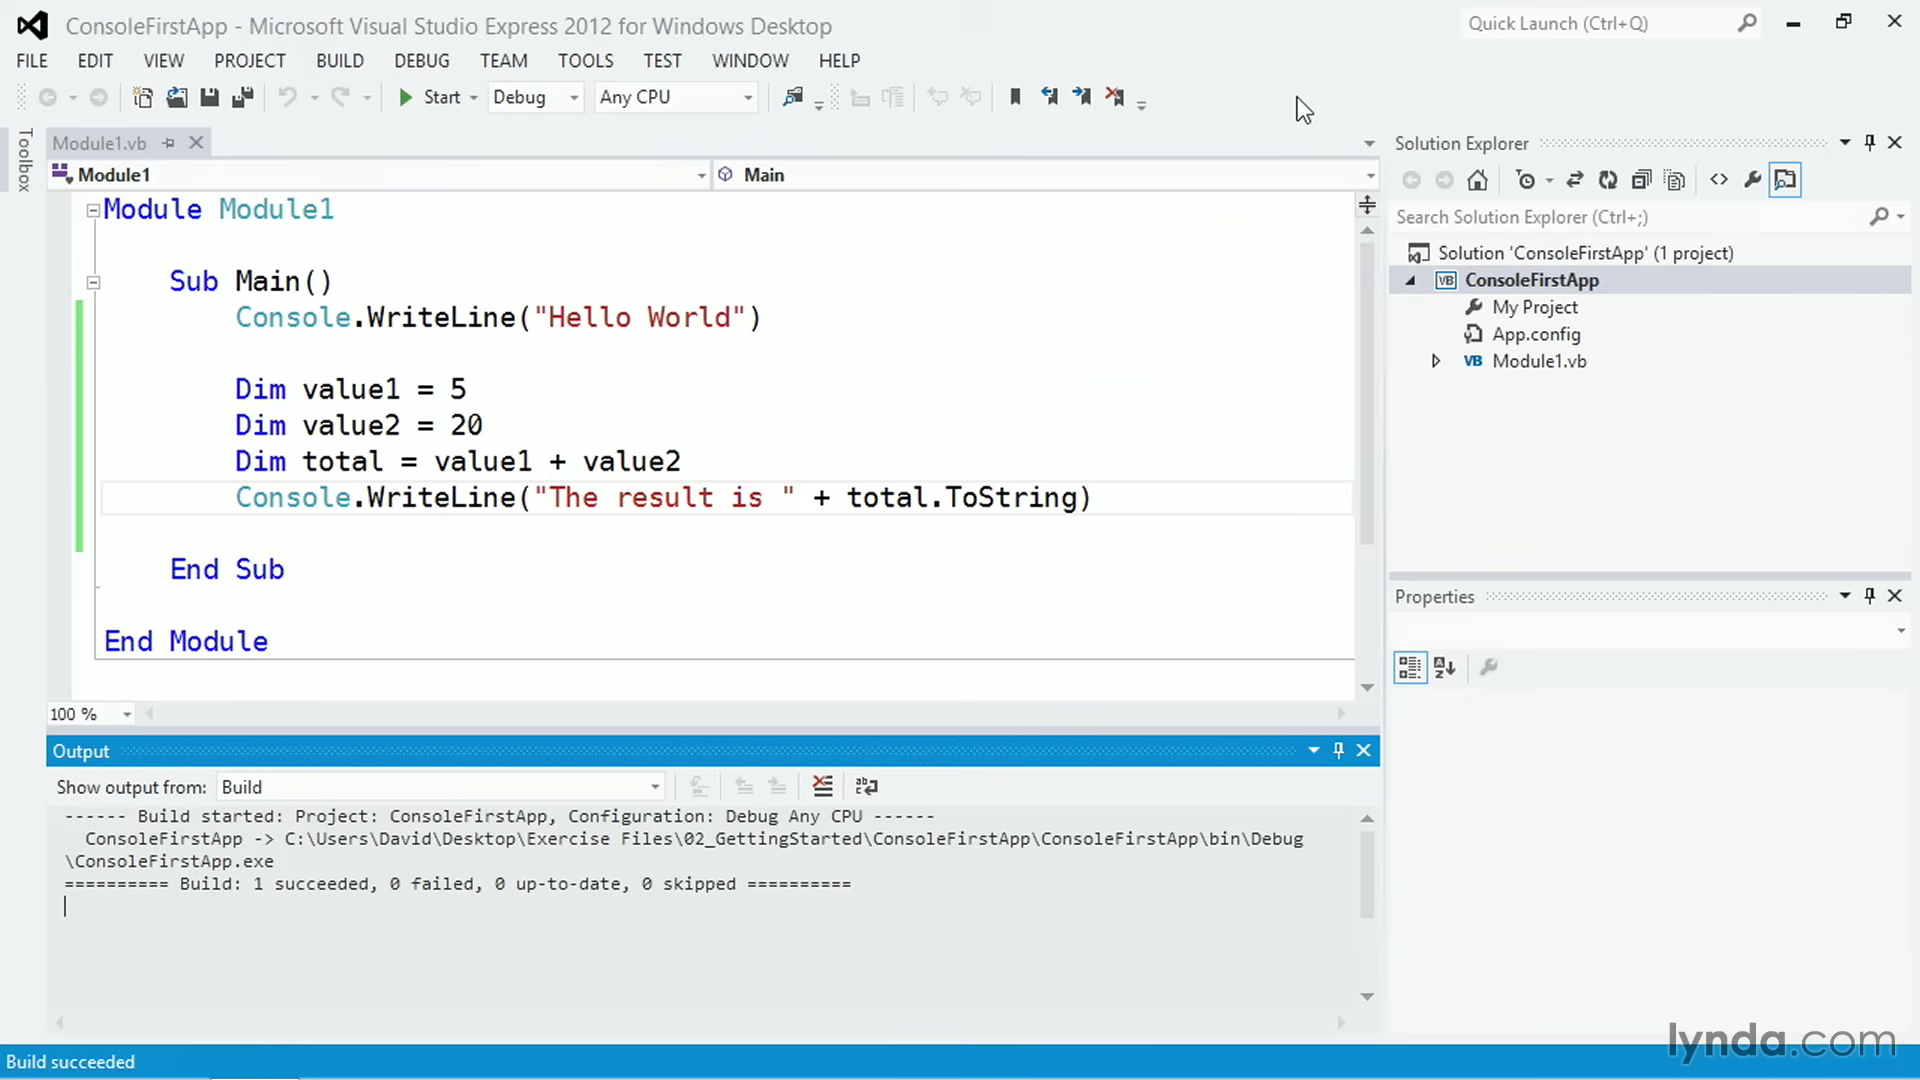 ConsoleFirstApp - Microsoft Visual Studio Express 2012 for Windows Desktop
Quick Launch (Ctrl+Q)
FILE EDIT VIEW PROJECT BUILD DEBUG TEAM TOOLS TEST WINDOW HELP
Start Debug Any CPU
Toolbox
Module1.vb
Module1 Main
Module Module1
Sub Main()
Console.WriteLine("Hello World")
Dim value1 = 5
Dim value2 = 20
Dim total = value1 + value2
Console.WriteLine("The result is " + total.ToString)
End Sub
End Module
100 %
Solution Explorer
Search Solution Explorer (Ctrl+;)
Solution 'ConsoleFirstApp' (1 project)
VB ConsoleFirstApp
My Project
App.config
VB Module1.vb
Properties
Output
Show output from: Build
------ Build started: Project: ConsoleFirstApp, Configuration: Debug Any CPU ------
ConsoleFirstApp -> C:\Users\David\Desktop\Exercise Files\02_GettingStarted\ConsoleFirstApp\ConsoleFirstApp\bin\Debug
\ConsoleFirstApp.exe
========== Build: 1 succeeded, 0 failed, 0 up-to-date, 0 skipped ==========
lynda.com
Build succeeded